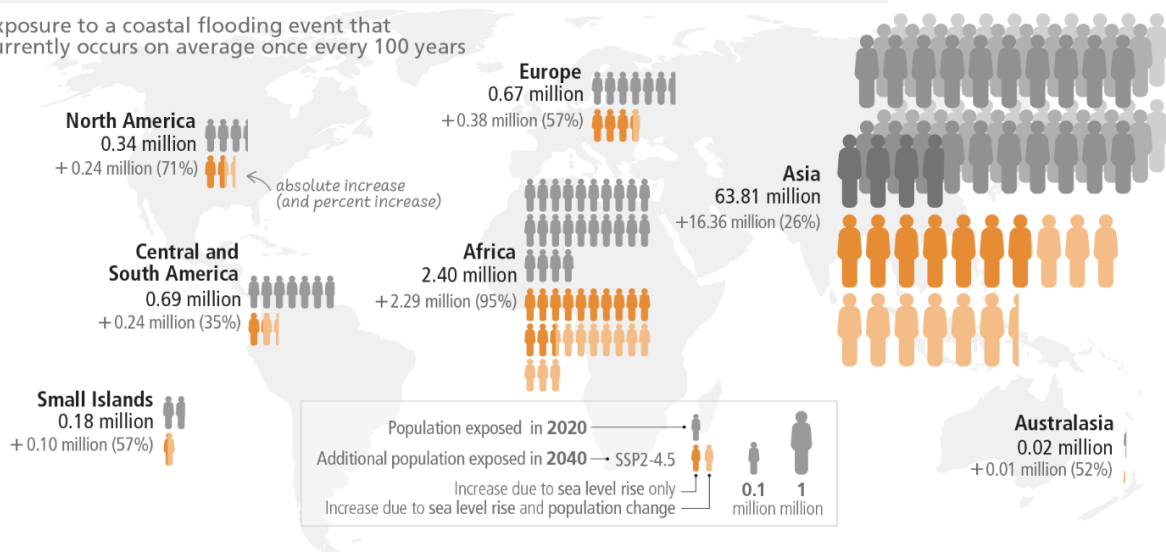 xposure to a coastal flooding event that
urrently occurs on average once every 100 years
North America
0.34 million
+0.24 million (71%)
absolute increase
(and percent increase)
Europe
0.67 million
+0.38 million (57%)
Asia
63.81 million
+16.36 million (26%)
Central and
South America
0.69 million
+0.24 million (35%)
Africa
2.40 million
+2.29 million (95%)
Small Islands
0.18 million
+0.10 million (57%)
Australasia
0.02 million
+0.01 million (52%)
Population exposed in 2020
Additional population exposed in 2040 SSP2-4.5
Increase due to sea level rise only
Increase due to sea level rise and population change
0.1 1
million million